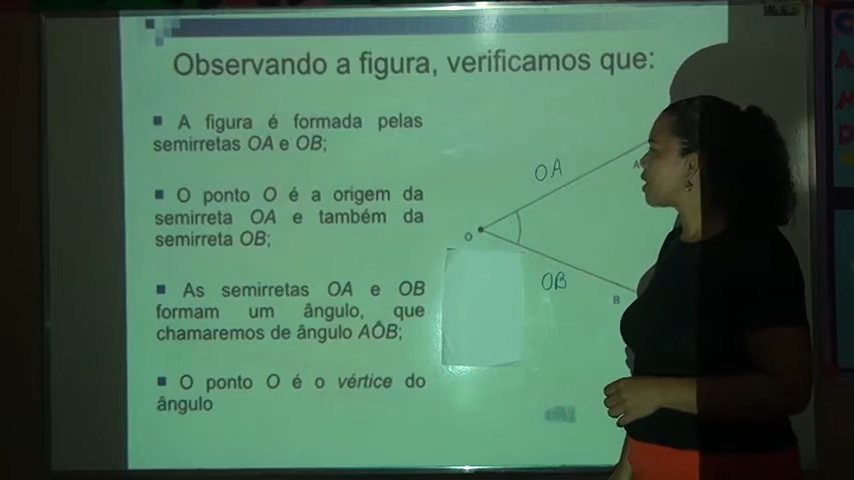 Observando a figura, verificamos que:
A figura é formada pelas
semirretas OA e OB;
O ponto O é a origem da
semirreta OA e também da
semirreta OB;
As semirretas OA e OB
formam um ângulo, que
chamaremos de ângulo AÔB;
O ponto O é o vértice do
ângulo
OA
A
O
OB
B